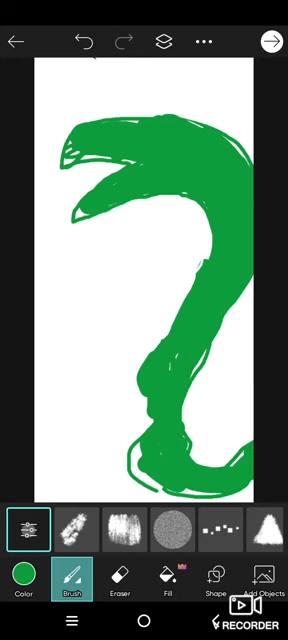 Color
Brush
Eraser
Fill
Shape
Add Objects
RECORDER